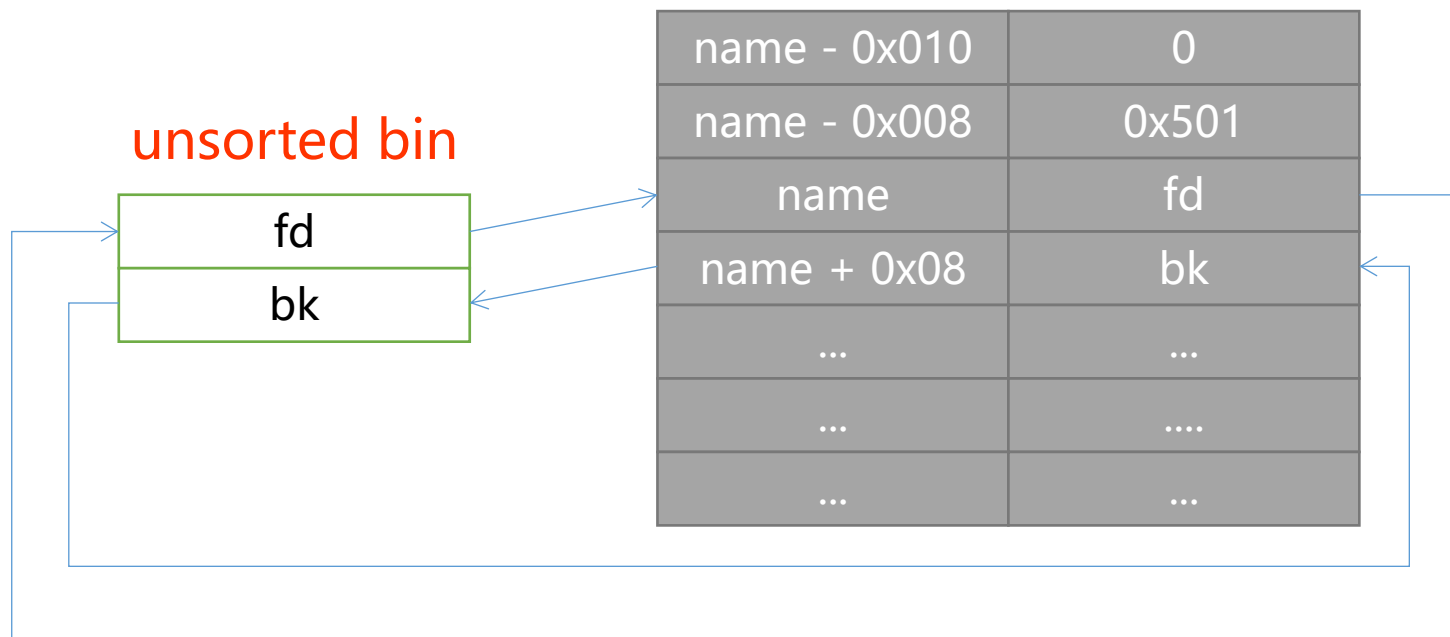 unsorted bin
fd
bk
name - 0x010 0
name - 0x008 0x501
name fd
name + 0x08 bk
... ...
... ....
... ...